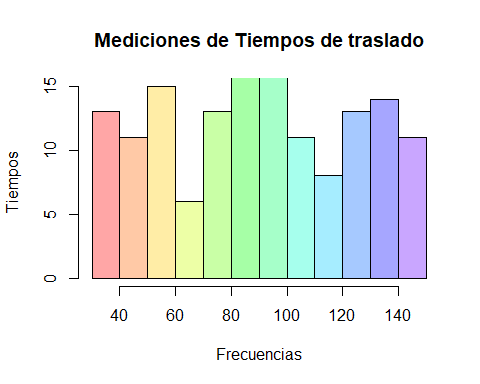 Mediciones de Tiempos de traslado
15
10
5
0
Tiempos
40 60 80 100 120 140
Frecuencias